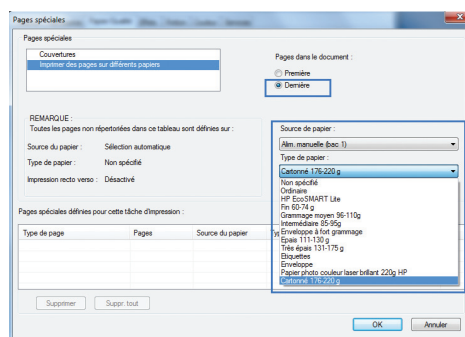 Pages spéciales
Pages spéciales
Couvertures
Imprimer des pages sur différents papiers
Pages dans le document :
Première
Dernière
REMARQUE :
Toutes les pages non répertoriées dans ce tableau sont définies sur :
Source du papier : Sélection automatique
Type de papier : Non spécifié
Impression recto verso : Désactivé
Source de papier :
Alim. manuelle (bac 1)
Type de papier :
Cartonné 176-220 g
Non spécifié
Ordinaire
HP EcoSMART Lite
Fin 60-74 g
Grammage moyen 96-110g
Intermédiaire 85-95g
Enveloppe à fort grammage
Epais 111-130 g
Très épais 131-175 g
Etiquettes
Enveloppe
Papier photo couleur laser brillant 220g HP
Cartonné 176-220 g
Pages spéciales définies pour cette tâche d'impression :
Type de page Pages Source du papier
Supprimer Suppr. tout
OK Annuler